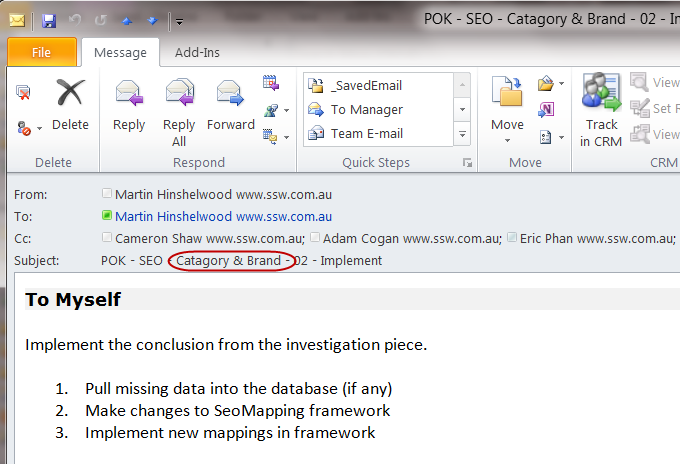 POK - SEO - Catagory & Brand - 02 - I
File Message Add-Ins
_SavedEmail View
To Manager Set R
Delete Reply Reply All Forward Team E-mail Move Track in CRM View
Delete Respond Quick Steps Move CRM
From: Martin Hinshelwood www.ssw.com.au
To: Martin Hinshelwood www.ssw.com.au
Cc: Cameron Shaw www.ssw.com.au; Adam Cogan www.ssw.com.au; Eric Phan www.ssw.com.au;
Subject: POK - SEO - Catagory & Brand - 02 - Implement
To Myself
Implement the conclusion from the investigation piece.
1. Pull missing data into the database (if any)
2. Make changes to SeoMapping framework
3. Implement new mappings in framework